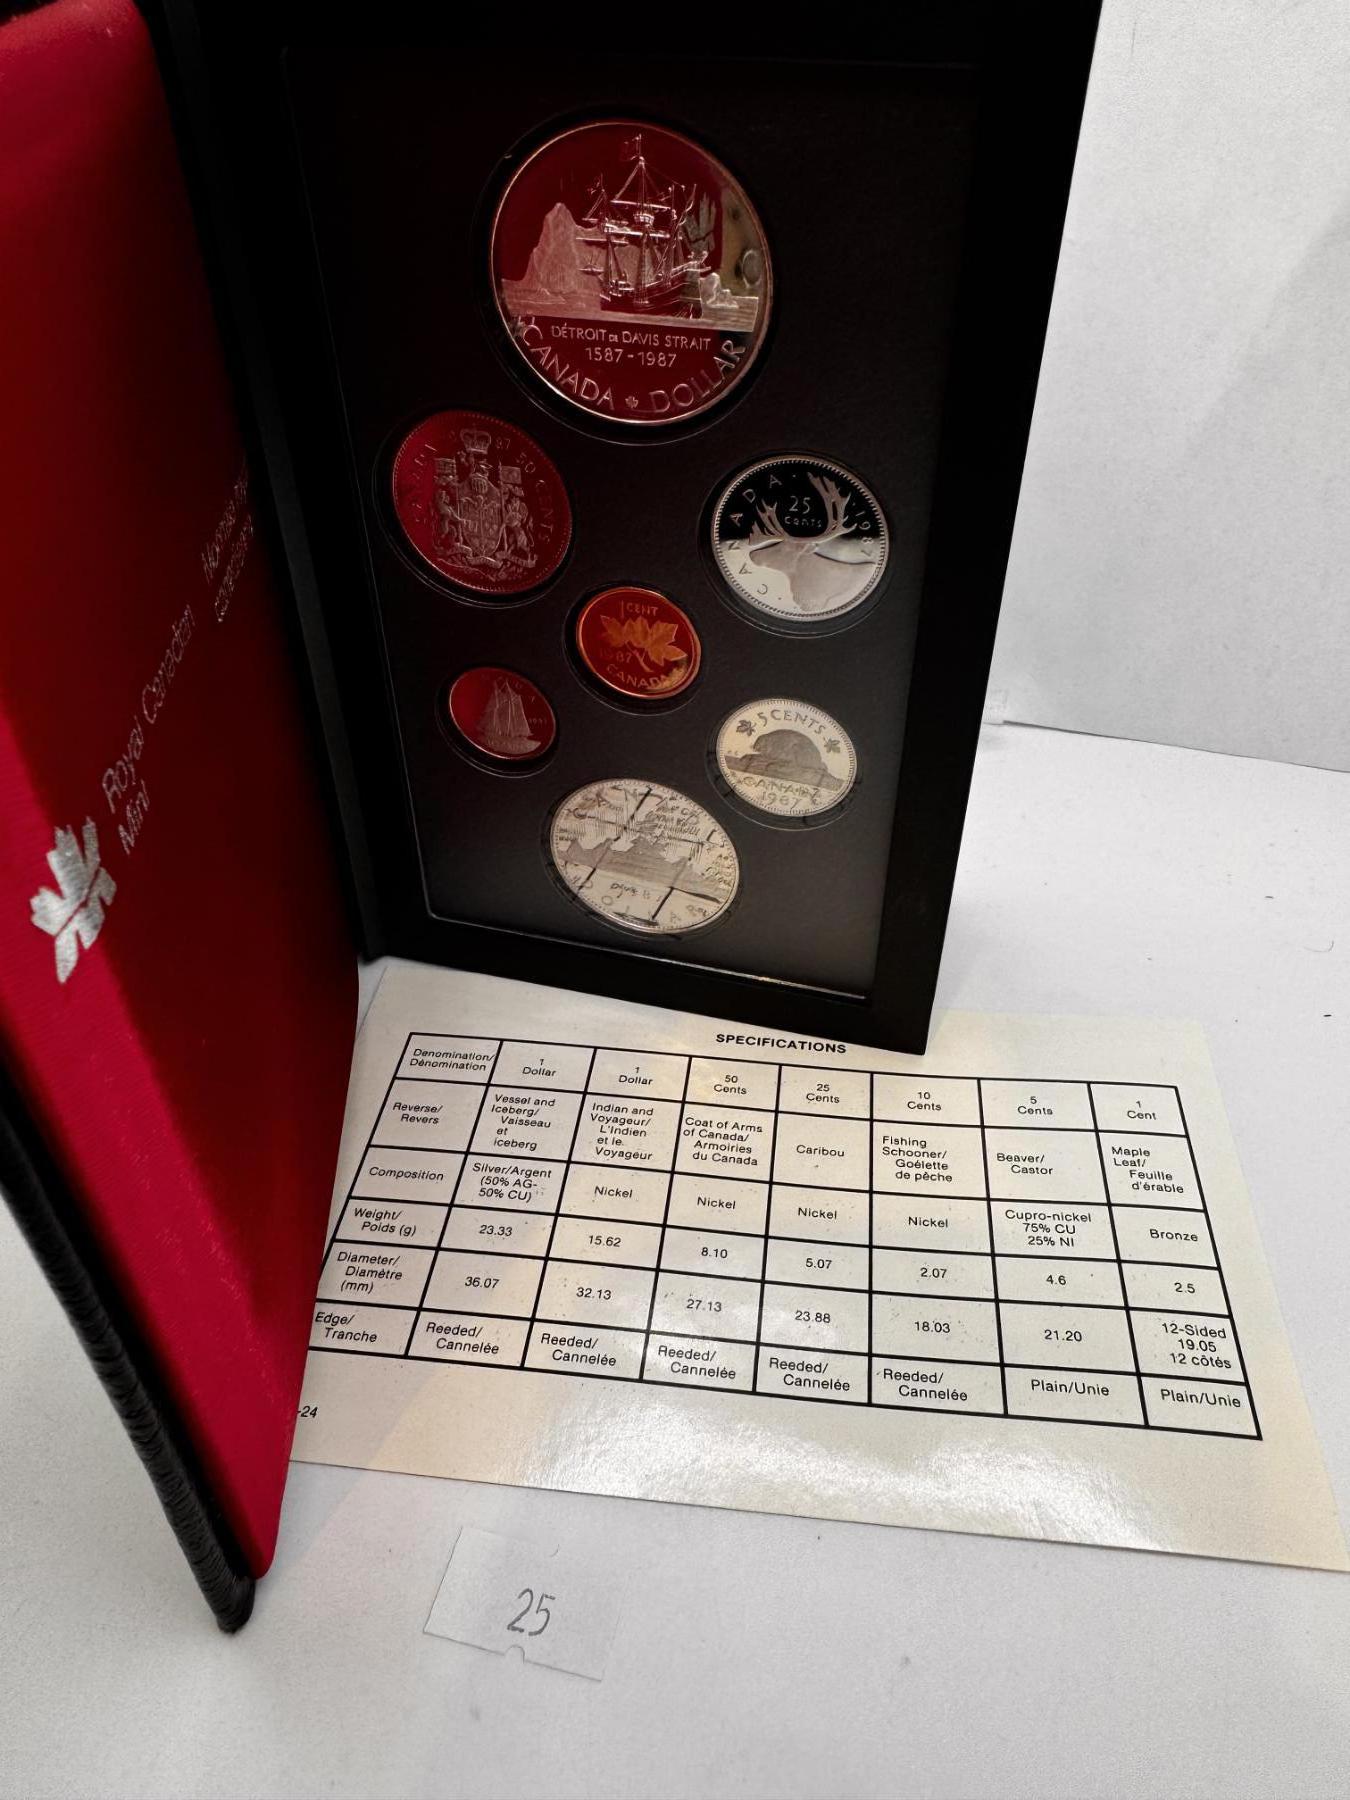 DÉTROIT DE DAVIS STRAIT
1587-1987
CANADA DOLLAR
CANADA 1987 50 CENTS
CANADA 1987
25
cents
1 CENT
1987
CANADA
5 CENTS
CANADA
1987
Royal Canadian
Mint
SPECIFICATIONS
Denomination/ Dénomination 1 Dollar 1 Dollar 50 Cents 25 Cents 10 Cents 5 Cents 1 Cent
Reverse/ Revers Vessel and Iceberg/ Vaisseau et iceberg Indian and Voyageur/ L'Indien et le Voyageur Coat of Arms of Canada/ Armoiries du Canada Caribou Fishing Schooner/ Goélette de pêche Beaver/ Castor Maple Leaf/ Feuille d'érable
Composition Silver/Argent (50% AG- 50% CU) Nickel Nickel Nickel Nickel Cupro-nickel 75% CU 25% NI Bronze
Weight/ Poids (g) 23.33 15.62 8.10 5.07 2.07 4.6 2.5
Diameter/ Diamètre (mm) 36.07 32.13 27.13 23.88 18.03 21.20 12-Sided 19.05 12 côtés
Edge/ Tranche Reeded/ Cannelée Reeded/ Cannelée Reeded/ Cannelée Reeded/ Cannelée Reeded/ Cannelée Plain/Unie Plain/Unie
-24
25